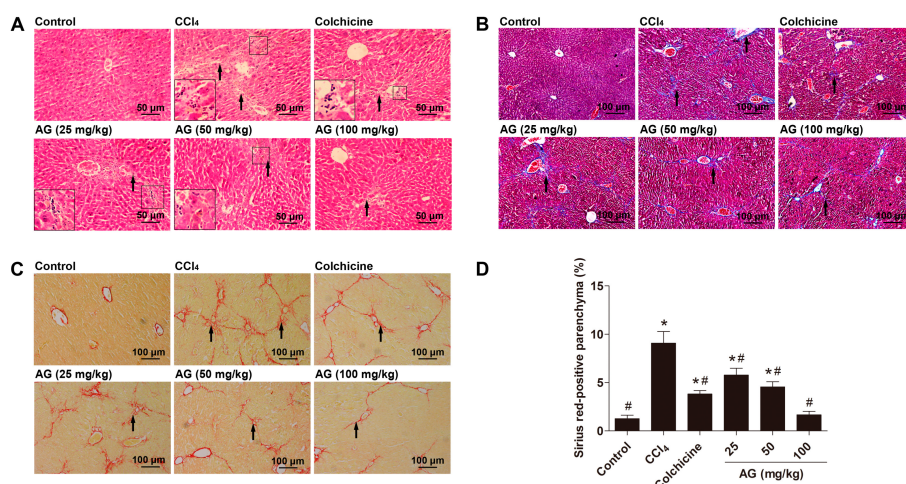 A
Control
CCl₄
Colchicine
50 μm
50 μm
50 μm
AG (25 mg/kg)
AG (50 mg/kg)
AG (100 mg/kg)
50 μm
50 μm
50 μm
B
Control
CCl₄
Colchicine
100 μm
100 μm
100 μm
AG (25 mg/kg)
AG (50 mg/kg)
AG (100 mg/kg)
100 μm
100 μm
100 μm
C
Control
CCl₄
Colchicine
100 μm
100 μm
100 μm
AG (25 mg/kg)
AG (50 mg/kg)
AG (100 mg/kg)
100 μm
100 μm
100 μm
D
Sirius red-positive parenchyma (%)
15
10
5
0
#
*
*#
*#
*#
#
Control
CCl₄
Colchicine
25
50
100
AG (mg/kg)